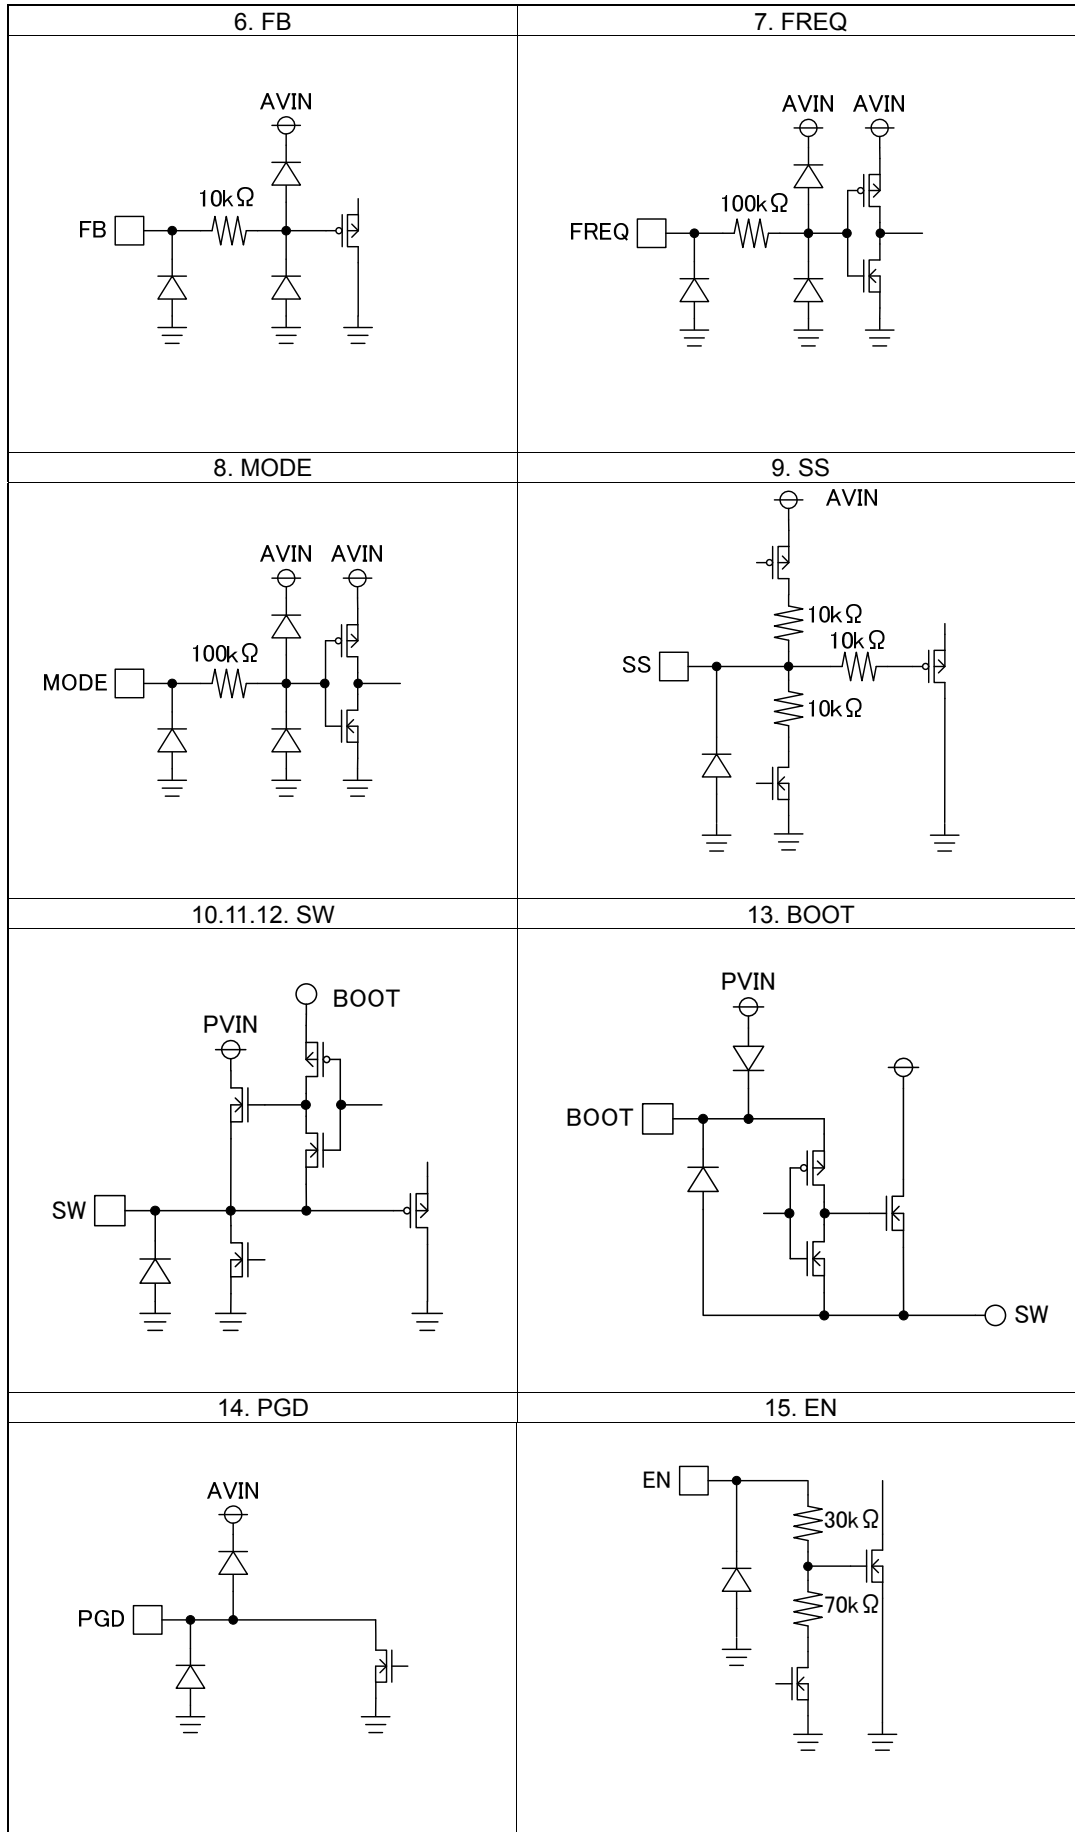 6. FB
7. FREQ
AVIN
10kΩ
FB
AVIN AVIN
100kΩ
FREQ
8. MODE
9. SS
AVIN AVIN
100kΩ
MODE
AVIN
10kΩ
10kΩ
SS
10kΩ
10.11.12. SW
13. BOOT
BOOT
PVIN
SW
PVIN
BOOT
SW
14. PGD
15. EN
AVIN
PGD
EN
30kΩ
70kΩ